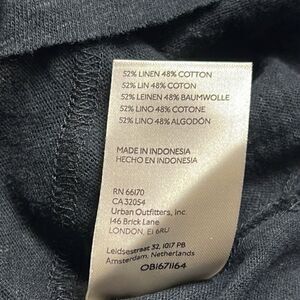 52% LINEN 48% COTTON
52% LIN 48% COTON
52% LEINEN 48% BAUMWOLLE
52% LINO 48% COTONE
52% LINO 48% ALGODÓN
MADE IN INDONESIA
HECHO EN INDONESIA
RN 66170
CA 32054
Urban Outfitters, Inc.
146 Brick Lane
LONDON, E1 6RU
Leidsestraat 32, 1017 PB
Amsterdam, Netherlands
OB1671164